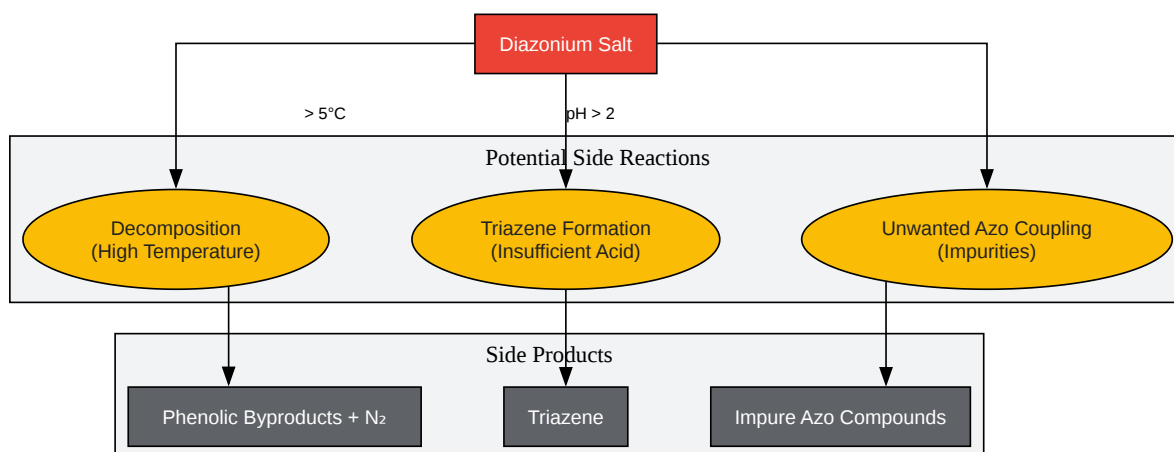 Diazonium Salt
> 5°C
pH > 2
Potential Side Reactions
Decomposition
(High Temperature)
Triazene Formation
(Insufficient Acid)
Unwanted Azo Coupling
(Impurities)
Side Products
Phenolic Byproducts + N₂
Triazene
Impure Azo Compounds